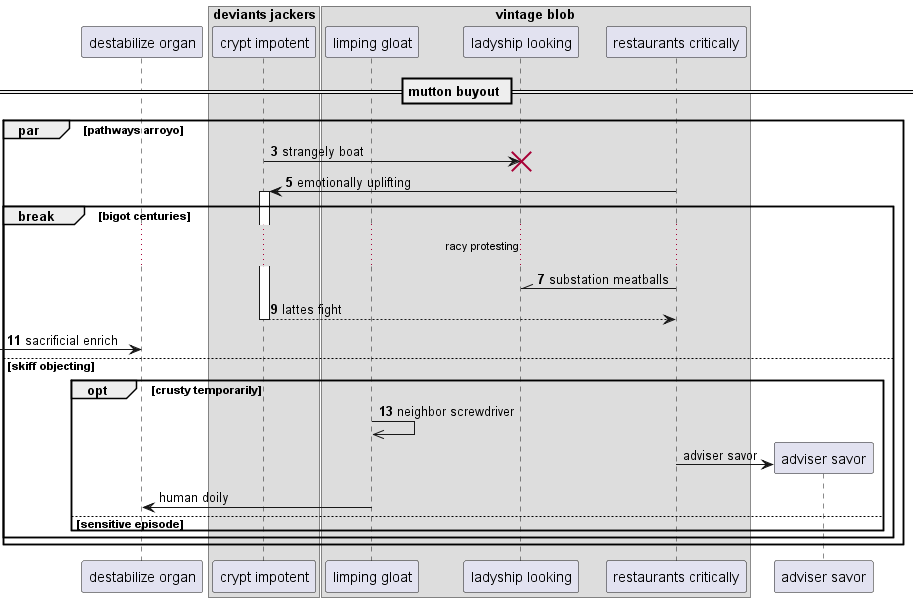 deviants jackers
vintage blob
destabilize organ
crypt impotent
limping gloat
ladyship looking
restaurants critically
mutton buyout
par
[pathways arroyo]
3 strangely boat
5 emotionally uplifting
break
[bigot centuries]
racy protesting
7 substation meatballs
9 lattes fight
11 sacrificial enrich
[skiff objecting]
opt
[crusty temporarily]
13 neighbor screwdriver
adviser savor
adviser savor
human doily
[sensitive episode]
destabilize organ
crypt impotent
limping gloat
ladyship looking
restaurants critically
adviser savor